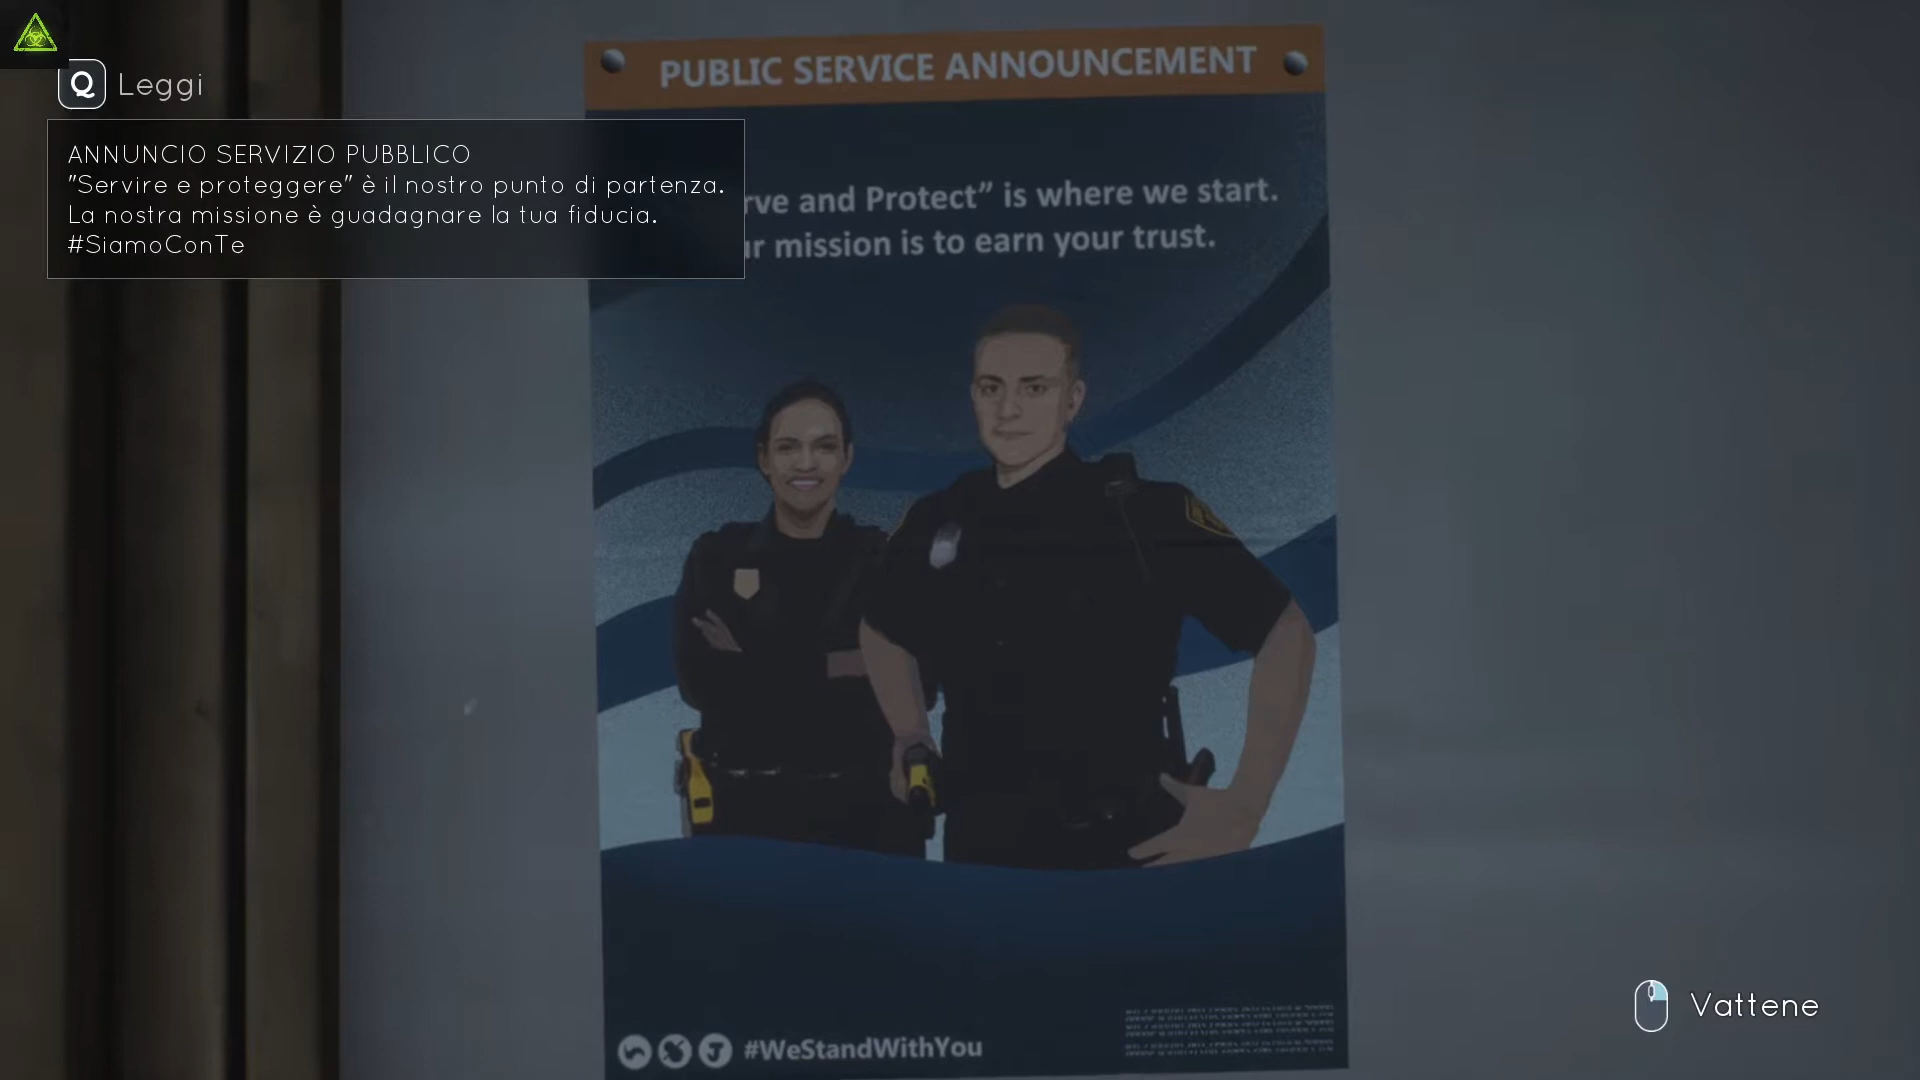 PUBLIC SERVICE ANNOUNCEMENT
Q Leggi
ANNUNCIO SERVIZIO PUBBLICO
"Servire e proteggere" è il nostro punto di partenza.
La nostra missione è guadagnare la tua fiducia.
#SiamoConTe
and Protect” is where we start.
mission is to earn your trust.
Vattene
#WeStandWithYou